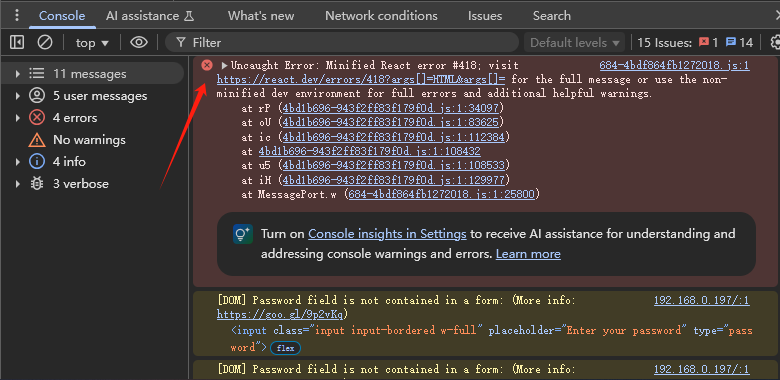 Console AI assistance What's new Network conditions Issues Search
top Filter Default levels 15 Issues: 1 14
11 messages
5 user messages
4 errors
No warnings
4 info
3 verbose
Uncaught Error: Minified React error #418; visit 684-4bdf864fb1272018.js:1
https://react.dev/errors/418?args[]=HTML&args[]= for the full message or use the non-
minified dev environment for full errors and additional helpful warnings.
at rP (4bd1b696-943f2ff83f179f0d.js:1:34097)
at oU (4bd1b696-943f2ff83f179f0d.js:1:83625)
at ic (4bd1b696-943f2ff83f179f0d.js:1:112384)
at 4bd1b696-943f2ff83f179f0d.js:1:108432
at u5 (4bd1b696-943f2ff83f179f0d.js:1:108533)
at iH (4bd1b696-943f2ff83f179f0d.js:1:129977)
at MessagePort.w (684-4bdf864fb1272018.js:1:25800)
Turn on Console insights in Settings to receive AI assistance for understanding and
addressing console warnings and errors. Learn more
[DOM] Password field is not contained in a form: (More info: 192.168.0.197/:1
https://goo.gl/9p2vKq)
<input class="input input-bordered w-full" placeholder="Enter your password" type="pass
word"> flex
[DOM] Password field is not contained in a form: (More info: 192.168.0.197/:1